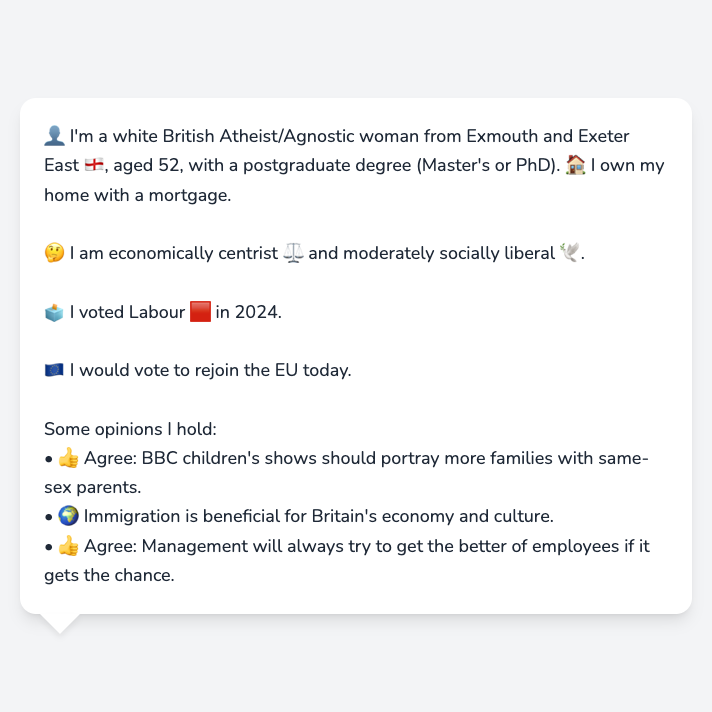 👤 I'm a white British Atheist/Agnostic woman from Exmouth and Exeter
East 🏴󠁧󠁢󠁥󠁮󠁧󠁿, aged 52, with a postgraduate degree (Master's or PhD). 🏠 I own my
home with a mortgage.
🤔 I am economically centrist ⚖️ and moderately socially liberal 🕊️.
🗳️ I voted Labour 🟥 in 2024.
🇪🇺 I would vote to rejoin the EU today.
Some opinions I hold:
• 👍 Agree: BBC children's shows should portray more families with same-
sex parents.
• 🌍 Immigration is beneficial for Britain's economy and culture.
• 👍 Agree: Management will always try to get the better of employees if it
gets the chance.